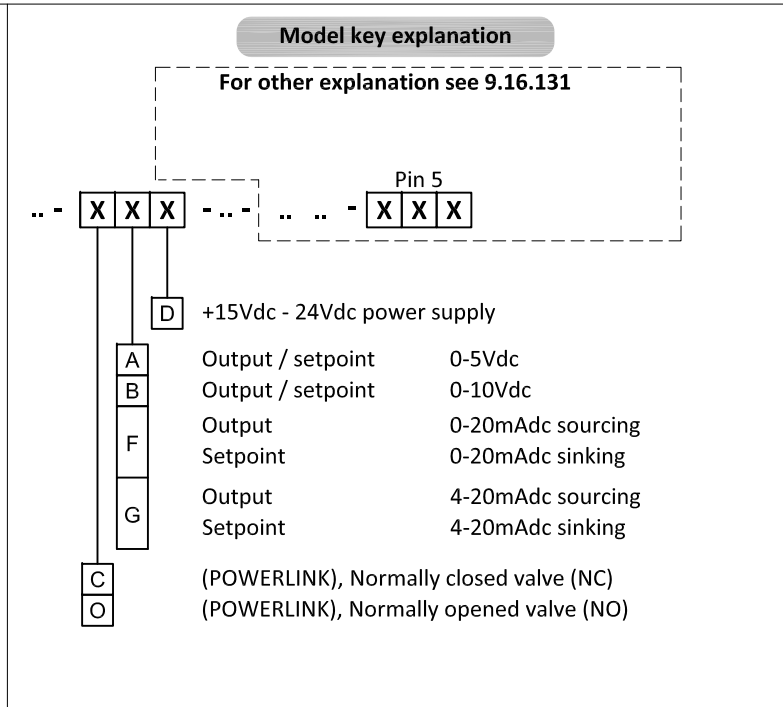 Model key explanation
For other explanation see 9.16.131
Pin 5
.. - X X X - .. - .. .. - X X X
D +15Vdc - 24Vdc power supply
A Output / setpoint 0-5Vdc
B Output / setpoint 0-10Vdc
F Output 0-20mAdc sourcing
Setpoint 0-20mAdc sinking
G Output 4-20mAdc sourcing
Setpoint 4-20mAdc sinking
C (POWERLINK), Normally closed valve (NC)
O (POWERLINK), Normally opened valve (NO)